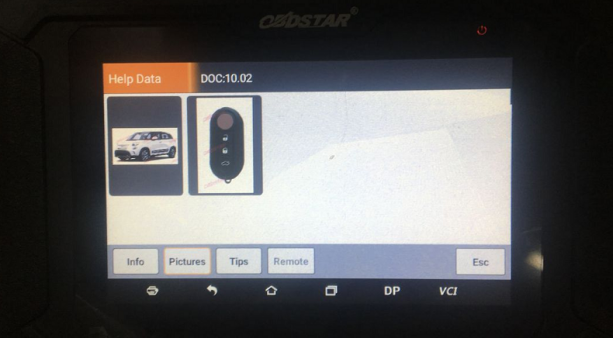 OBDSTAR®
Help Data
DOC:10.02
Info
Pictures
Tips
Remote
Esc
DP
VCI